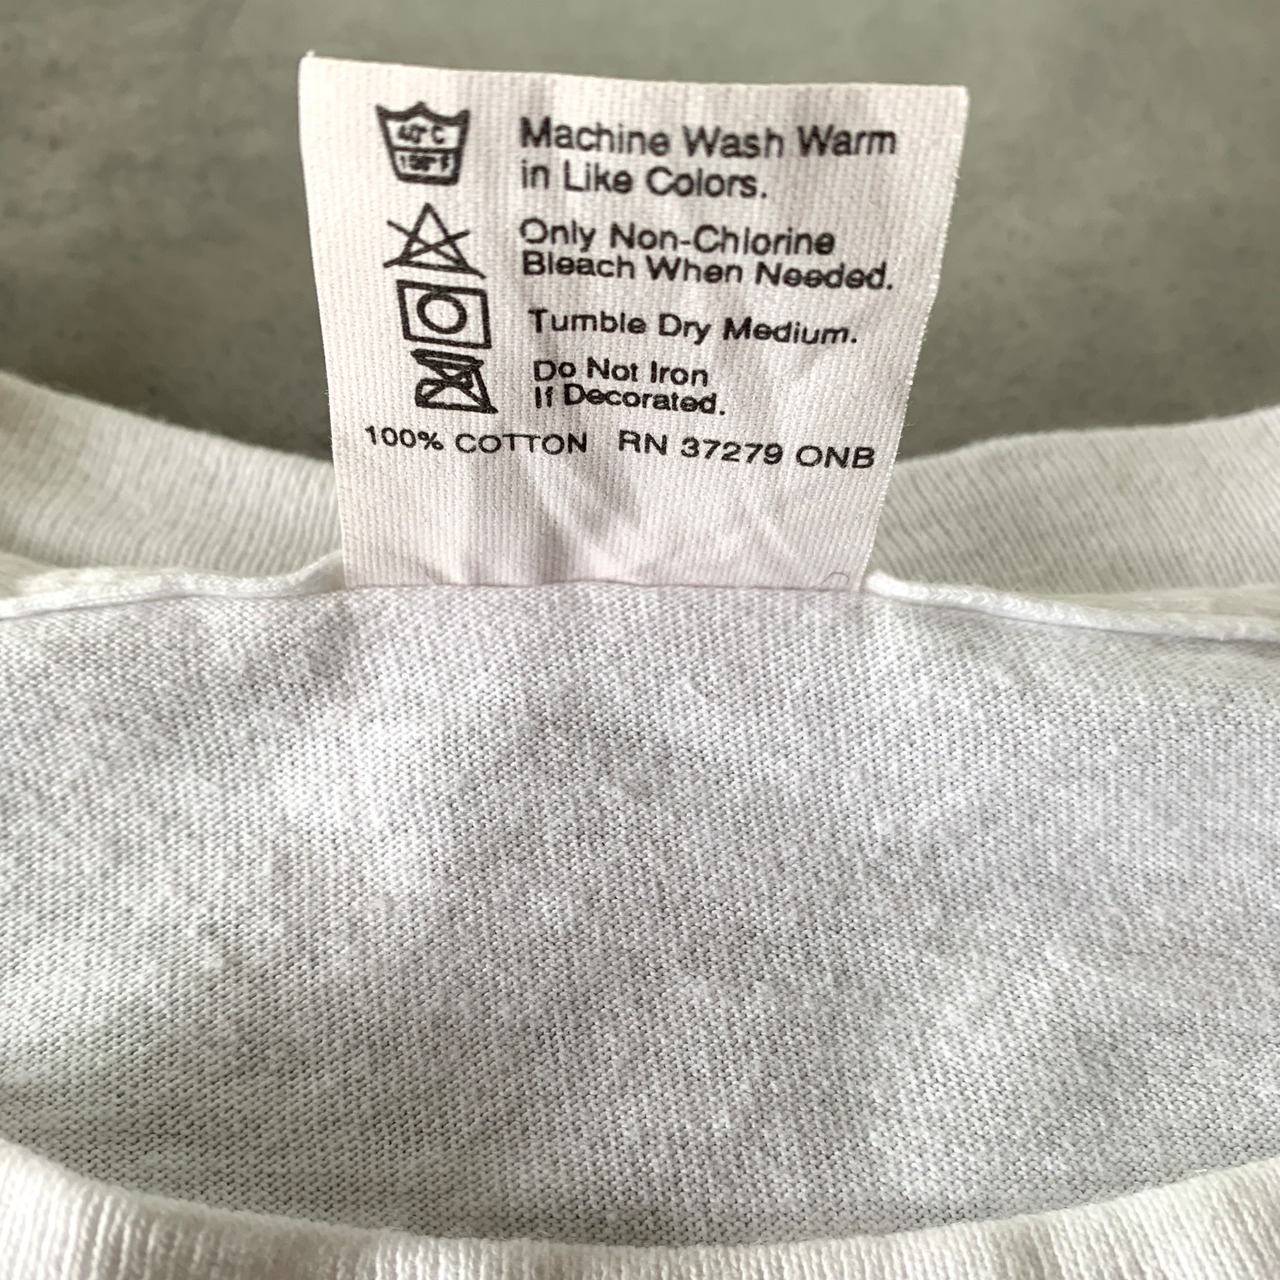 40°C
Machine Wash Warm
in Like Colors.
Only Non-Chlorine
Bleach When Needed.
Tumble Dry Medium.
Do Not Iron
If Decorated.
100% COTTON RN 37279 ONB